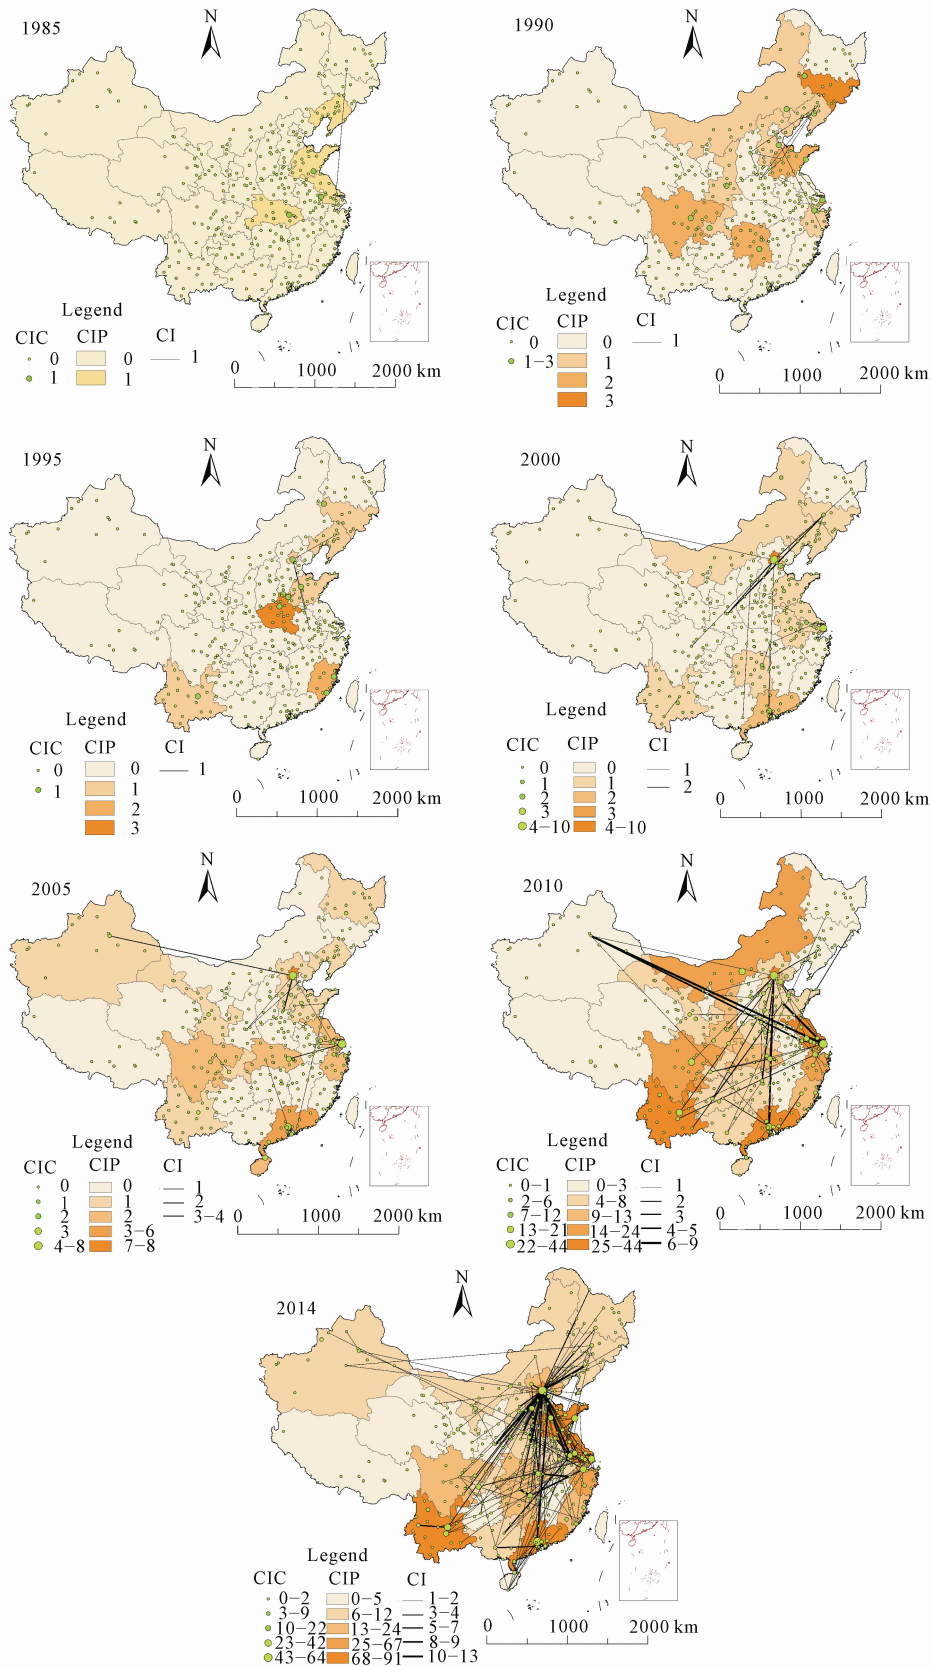 1985
N
Legend
CIC CIP CI
0 0 1
1 1
0 1000 2000 km
1990
N
Legend
CIC CIP CI
0 0 1
1−3 1
2
3
0 1000 2000 km
1995
N
Legend
CIC CIP CI
0 0 1
1 1
2
3
0 1000 2000 km
2000
N
Legend
CIC CIP CI
0 0 1
1 1 2
2 2
3 3
4−10 4−10
0 1000 2000 km
2005
N
Legend
CIC CIP CI
0 0 1
1 1 2
2 2 3−4
3 3−6
4−8 7−8
0 1000 2000 km
2010
N
Legend
CIC CIP CI
0−1 0−3 1
2−6 4−8 2
7−12 9−13 3
13−21 14−24 4−5
22−44 25−44 6−9
0 1000 2000 km
2014
N
Legend
CIC CIP CI
0−2 0−5 1−2
3−9 6−12 3−4
10−22 13−24 5−7
23−42 25−67 8−9
43−64 68−91 10−13
0 1000 2000 km